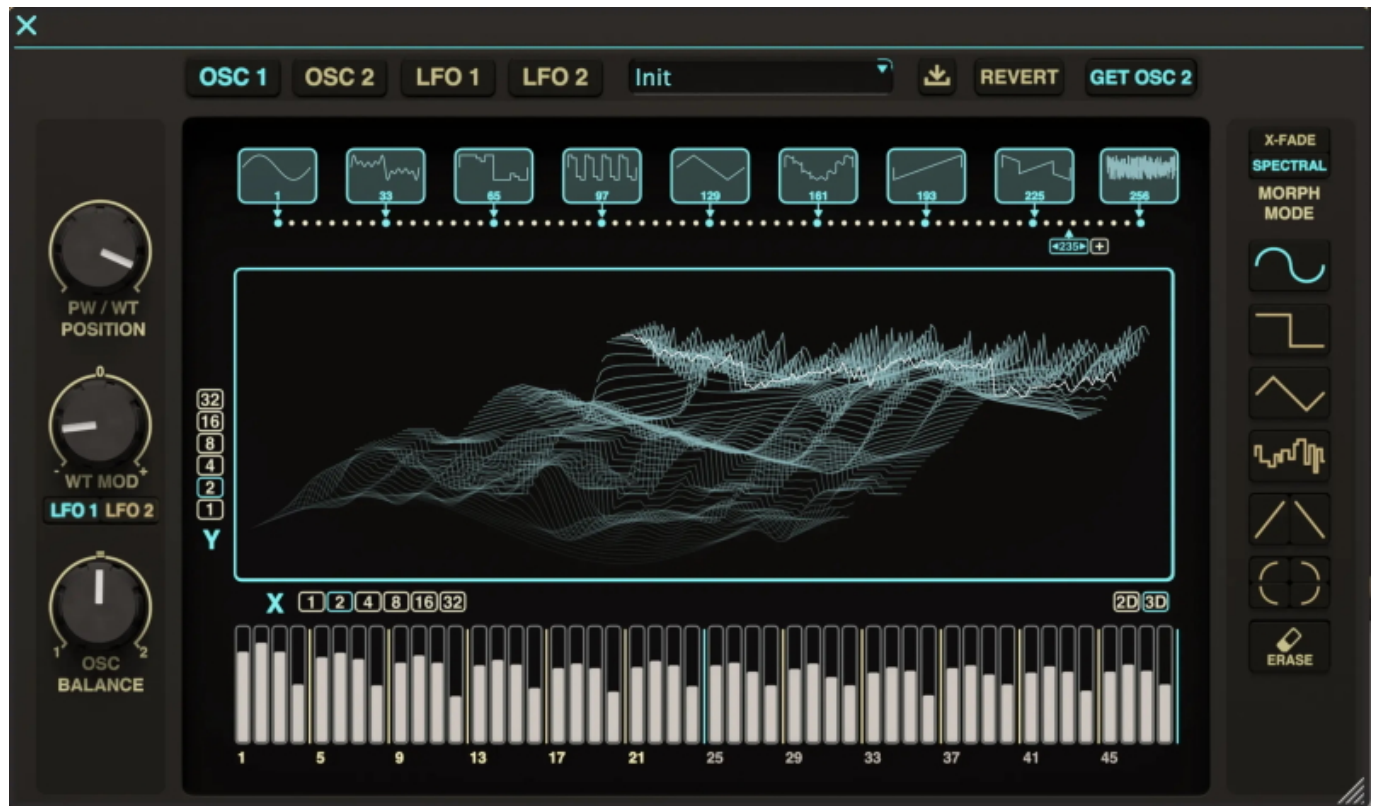 OSC 1 OSC 2 LFO 1 LFO 2 Init REVERT GET OSC 2
X-FADE
SPECTRAL
MORPH
MODE
1 33 65 97 129 161 193 225 256
235 +
PW / WT
POSITION
0
- WT MOD +
LFO 1 LFO 2
=
1 OSC 2
BALANCE
32
16
8
4
2
1
Y
X 1 2 4 8 16 32 2D 3D
ERASE
1 5 9 13 17 21 25 29 33 37 41 45